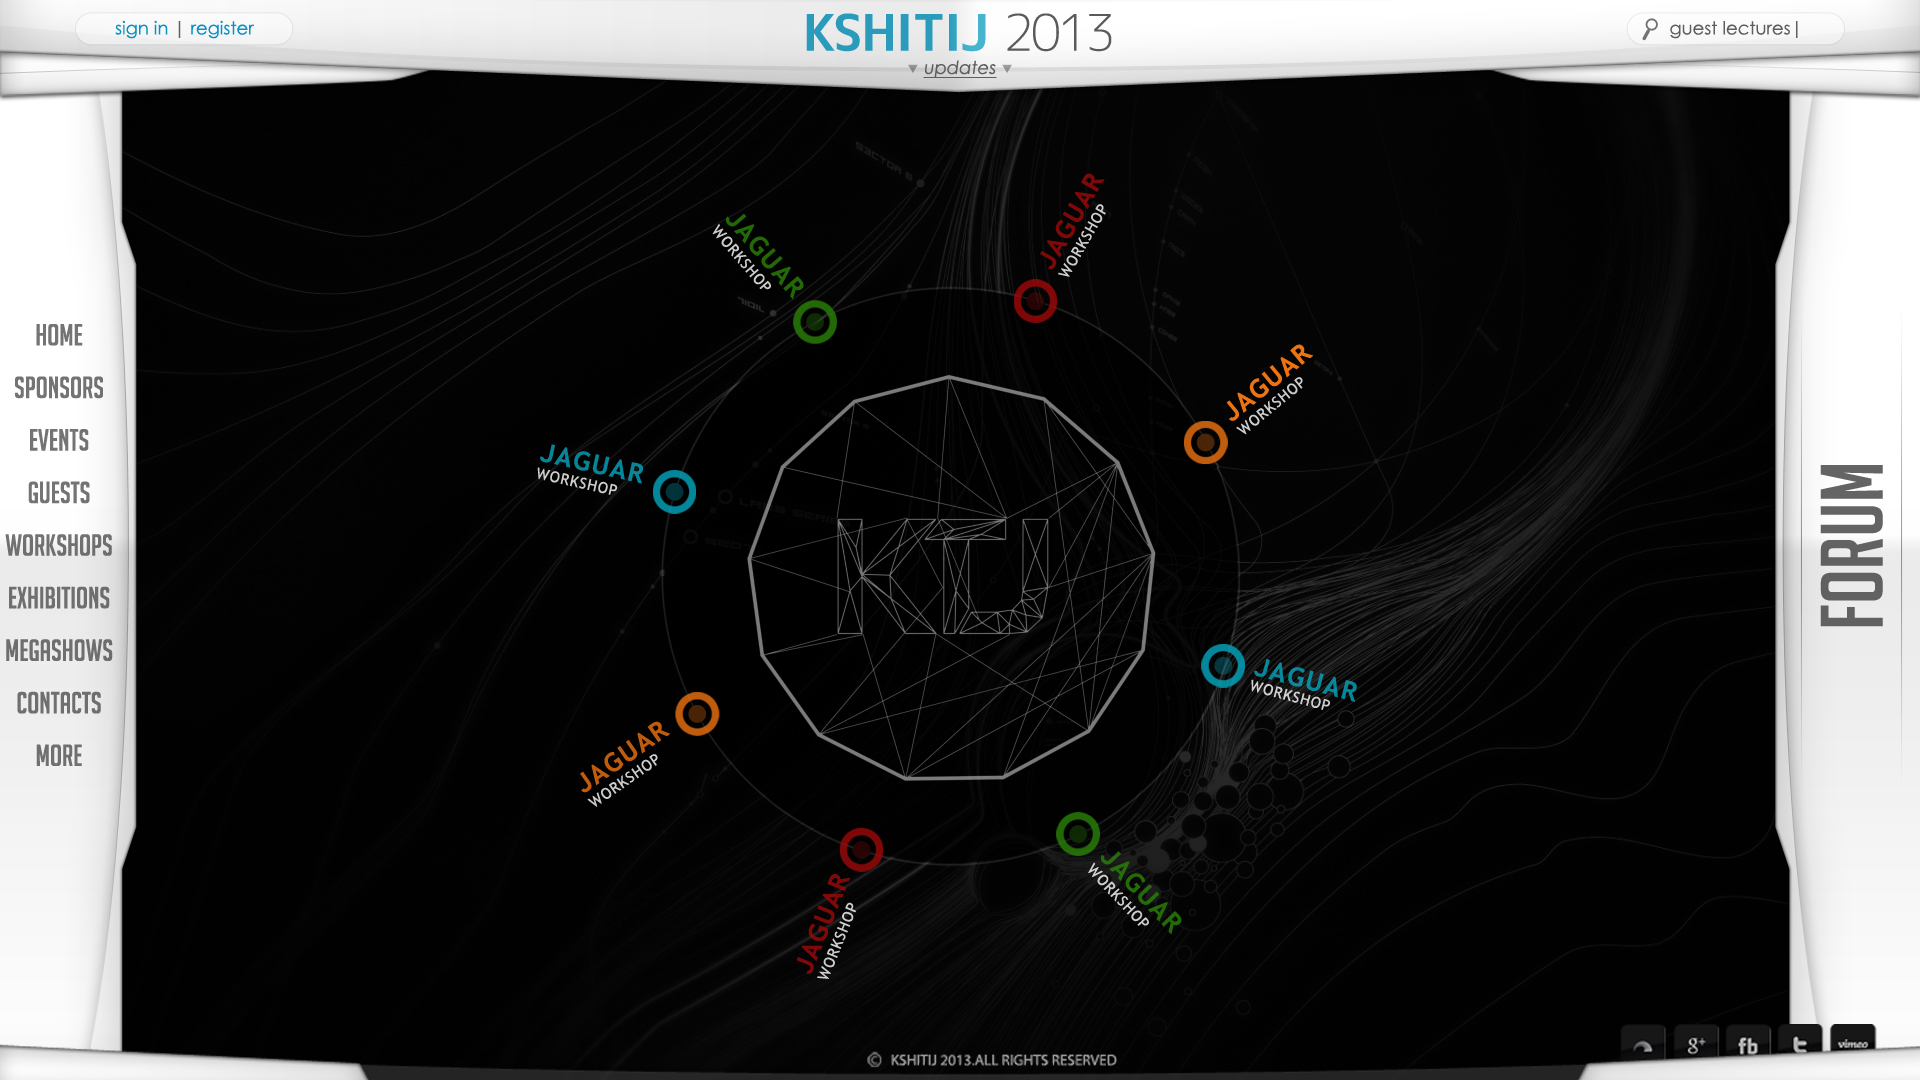 sign in | register
KSHITIJ 2013
updates
guest lectures|
HOME
SPONSORS
EVENTS
GUESTS
WORKSHOPS
EXHIBITIONS
MEGASHOWS
CONTACTS
MORE
SECTOR 6
JAGUAR
WORKSHOP
JAGUAR
WORKSHOP
JAGUAR
WORKSHOP
JAGUAR
WORKSHOP
KTJ
JAGUAR
WORKSHOP
JAGUAR
WORKSHOP
JAGUAR
WORKSHOP
JAGUAR
WORKSHOP
FORUM
g+
fb
t
vimeo
© KSHITIJ 2013.ALL RIGHTS RESERVED